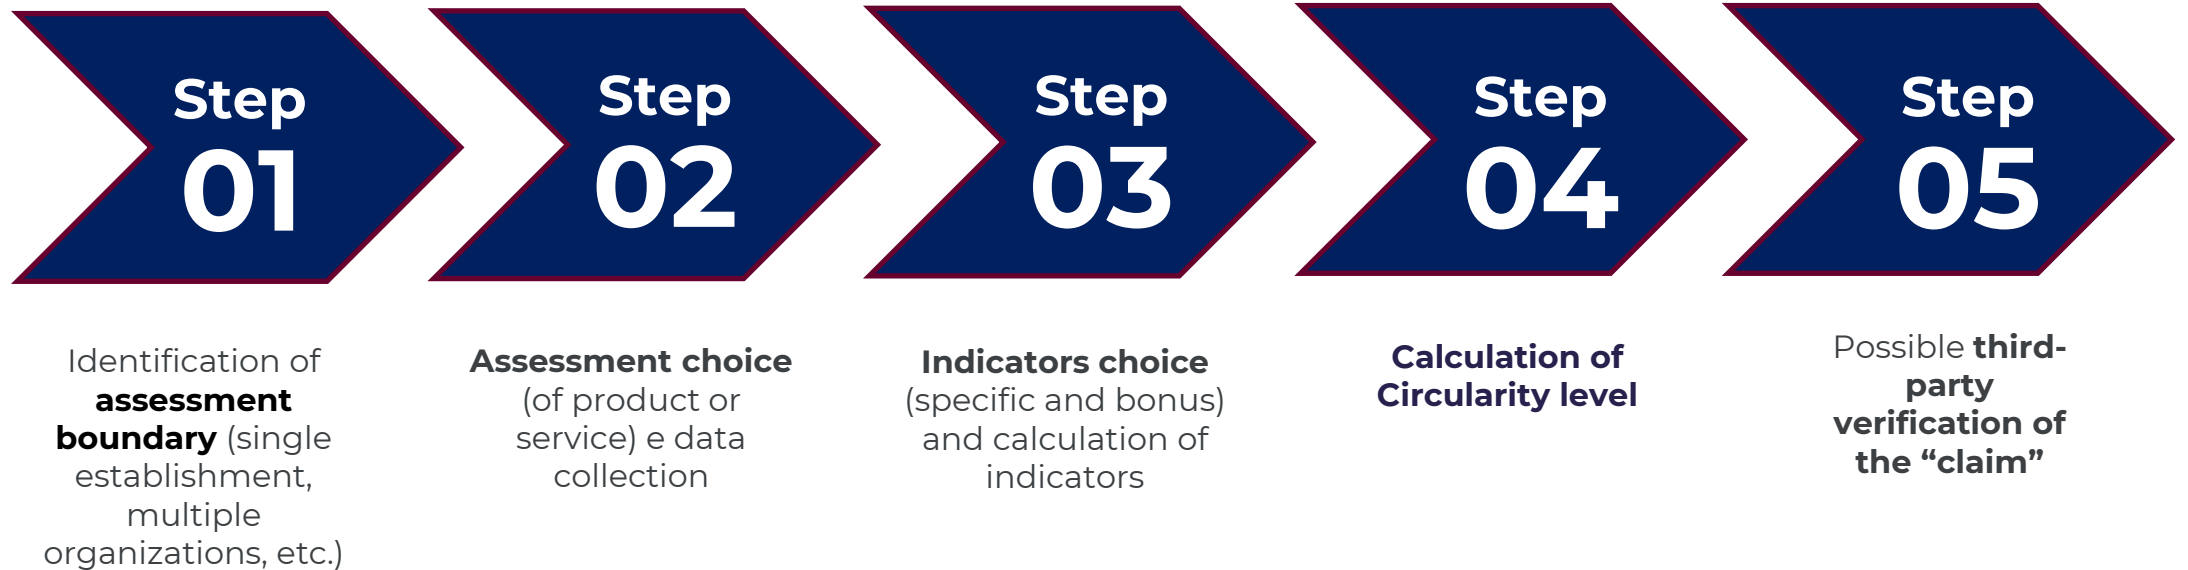 Step
01
Identification of
assessment
boundary (single
establishment,
multiple
organizations, etc.)
Step
02
Assessment choice
(of product or
service) e data
collection
Step
03
Indicators choice
(specific and bonus)
and calculation of
indicators
Step
04
Calculation of
Circularity level
Step
05
Possible third-
party
verification of
the “claim”